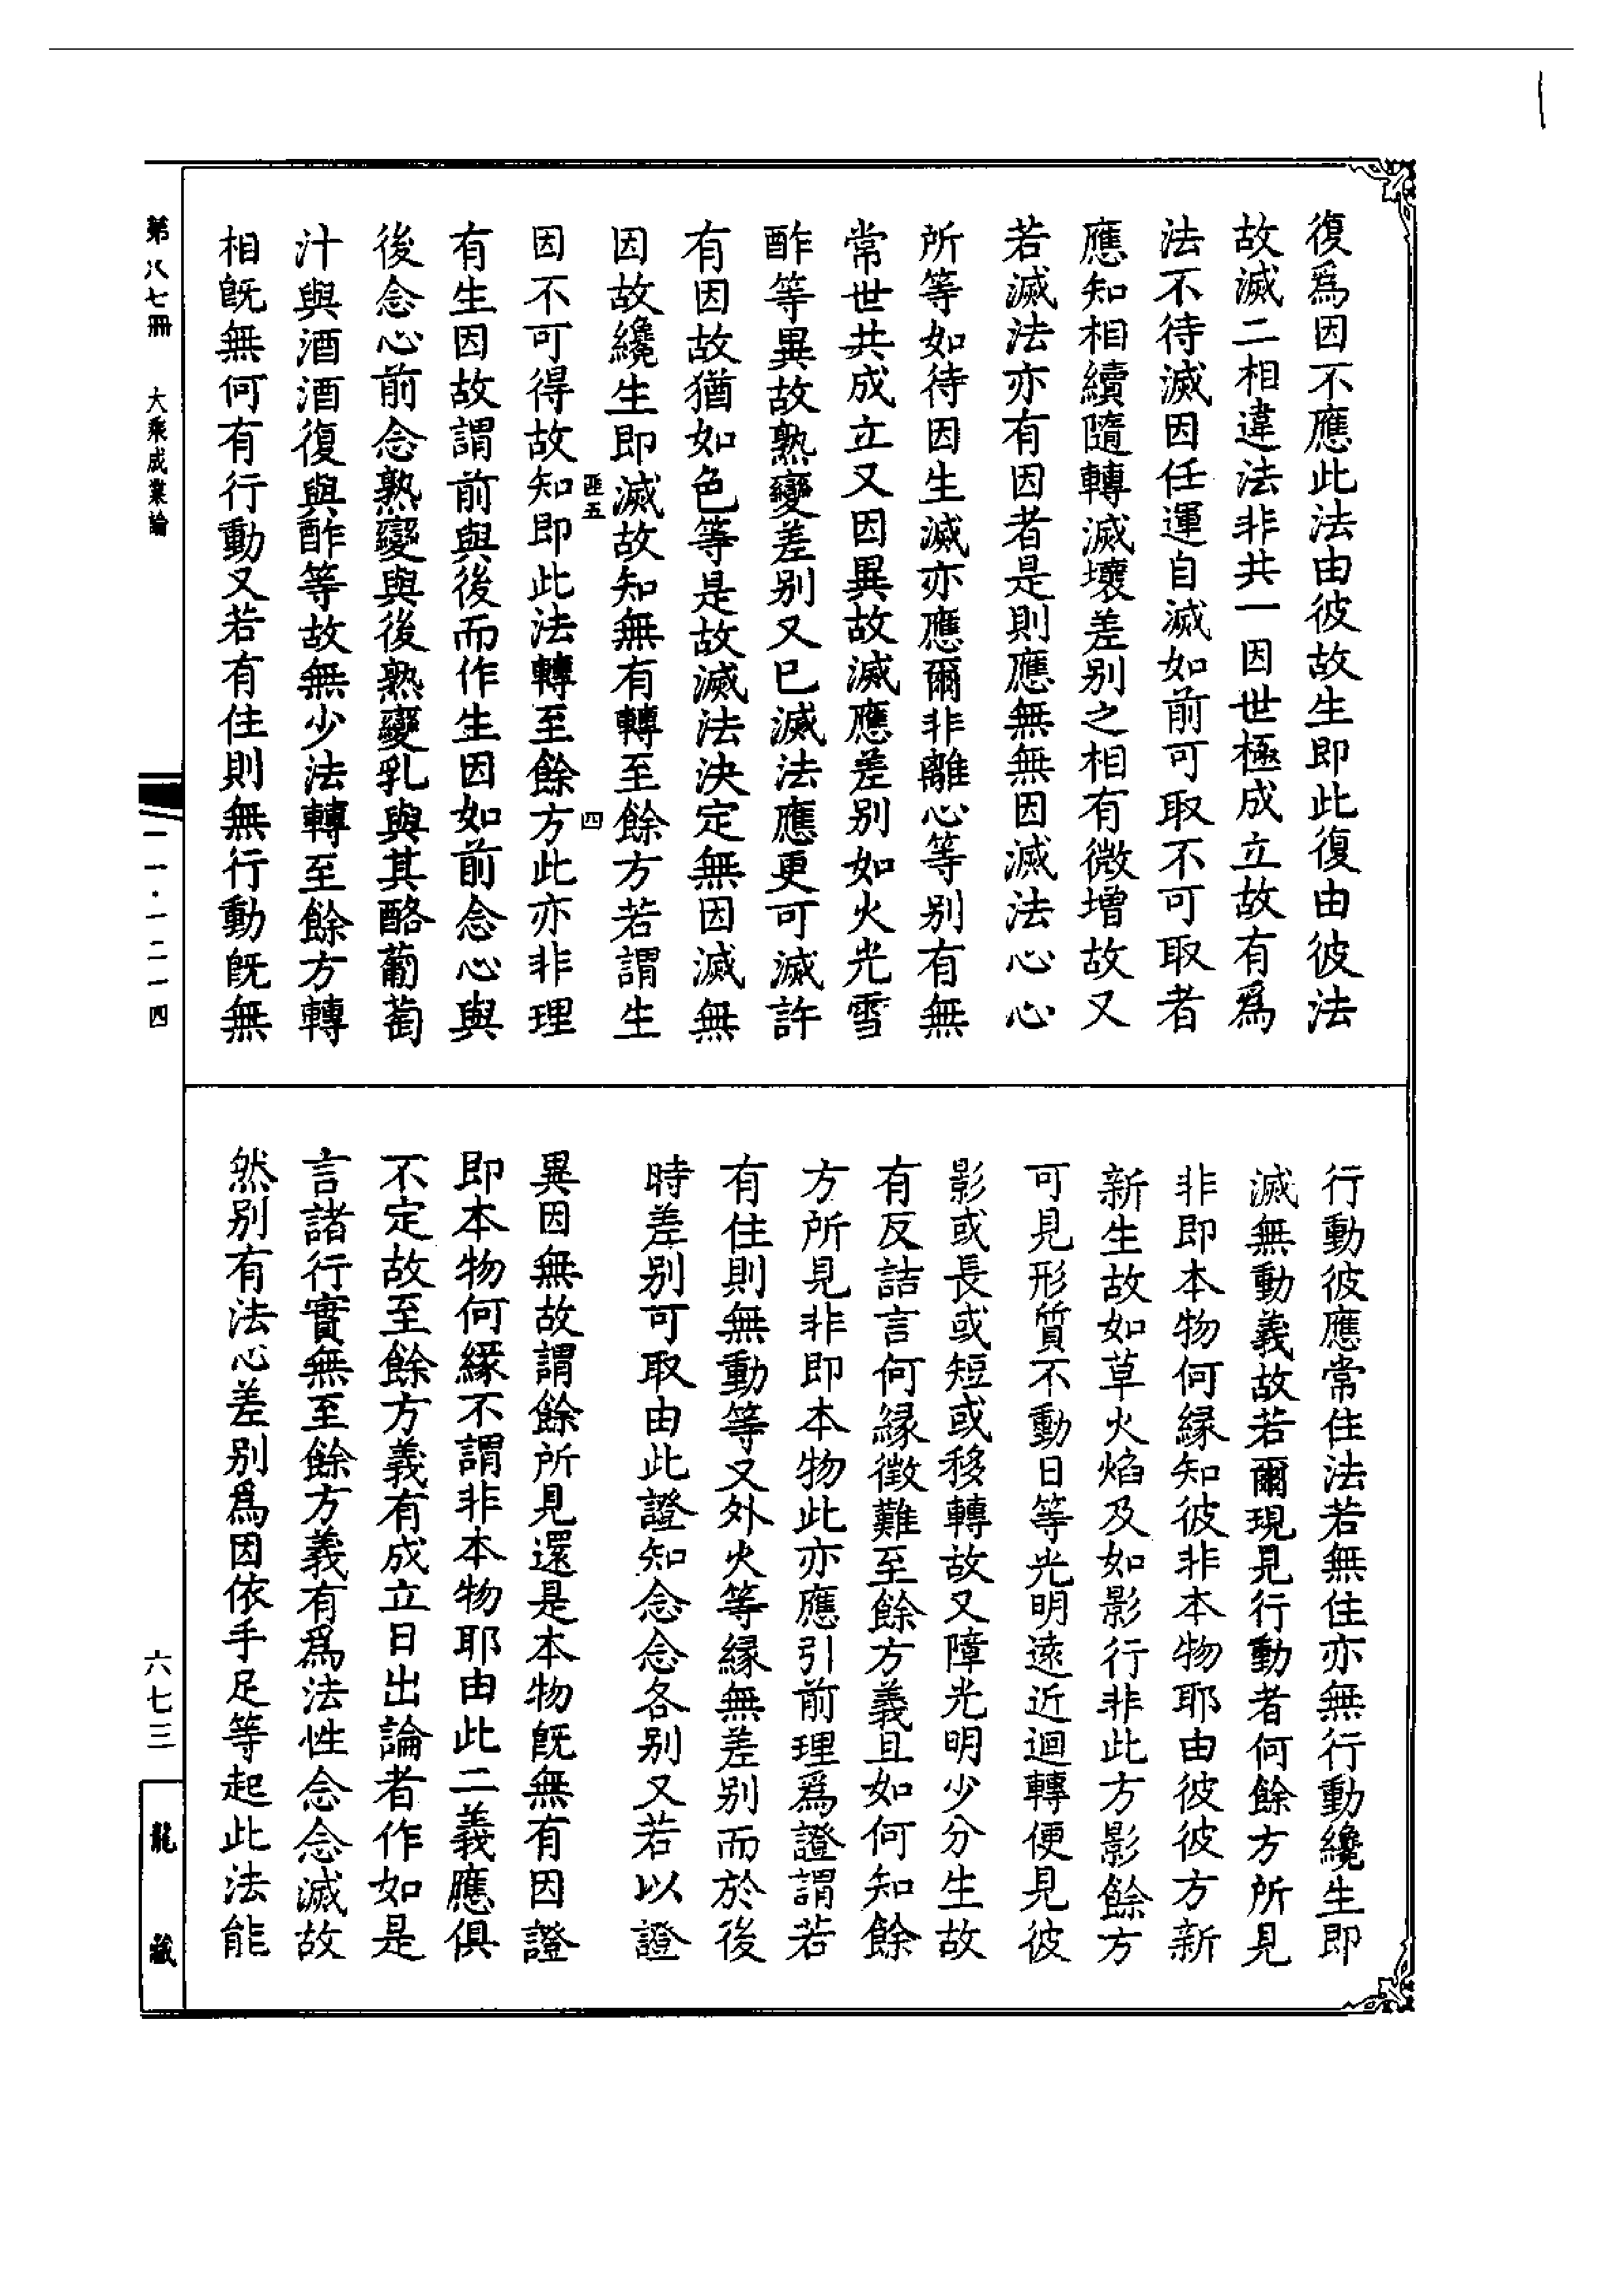 復爲因不應此法由彼故生即此復由彼法
故滅二相違法非共一因世極成立故有爲
法不待滅因任運自滅如前可取不可取者
應知相續隨轉滅壞差别之相有微增故又
若滅法亦有因者是則應無無因滅法心心
所等如待因生滅亦應爾非離心等别有無
常世共成立又因異故滅應差别如火光雪
酢等異故熟變差别又已滅法應更可滅許
有因故猶如色等是故滅法決定無因滅無
因故纔生即滅故知無有轉至餘方若謂生
匪五
四
因不可得故知即此法轉至餘方此亦非理
有生因故謂前與後而作生因如前念心與
後念心前念熟變與後熟變乳與其酪葡萄
汁與酒酒復與酢等故無少法轉至餘方轉
相旣無何有行動又若有住則無行動旣無
行動彼應常住法若無住亦無行動纔生即
滅無動義故若爾現見行動者何餘方所見
非即本物何縁知彼非本物耶由彼彼方新
新生故如草火焰及如影行非此方影餘方
可見形質不動日等光明遠近迴轉便見彼
影或長或短或移轉故又障光明少分生故
有反詰言何縁徵難至餘方義且如何知餘
方所見非即本物此亦應引前理爲證謂若
有住則無動等又外火等縁無差别而於後
時差别可取由此證知念念各别又若以證
異因無故謂餘所見還是本物旣無有因證
即本物何縁不謂非本物耶由此二義應俱
不定故至餘方義有成立日出論者作如是
言諸行實無至餘方義有爲法性念念滅故
然别有法心差别爲因依手足等起此法能
第八七冊　大乘成業論
一一·一二一四
六七三
龍藏